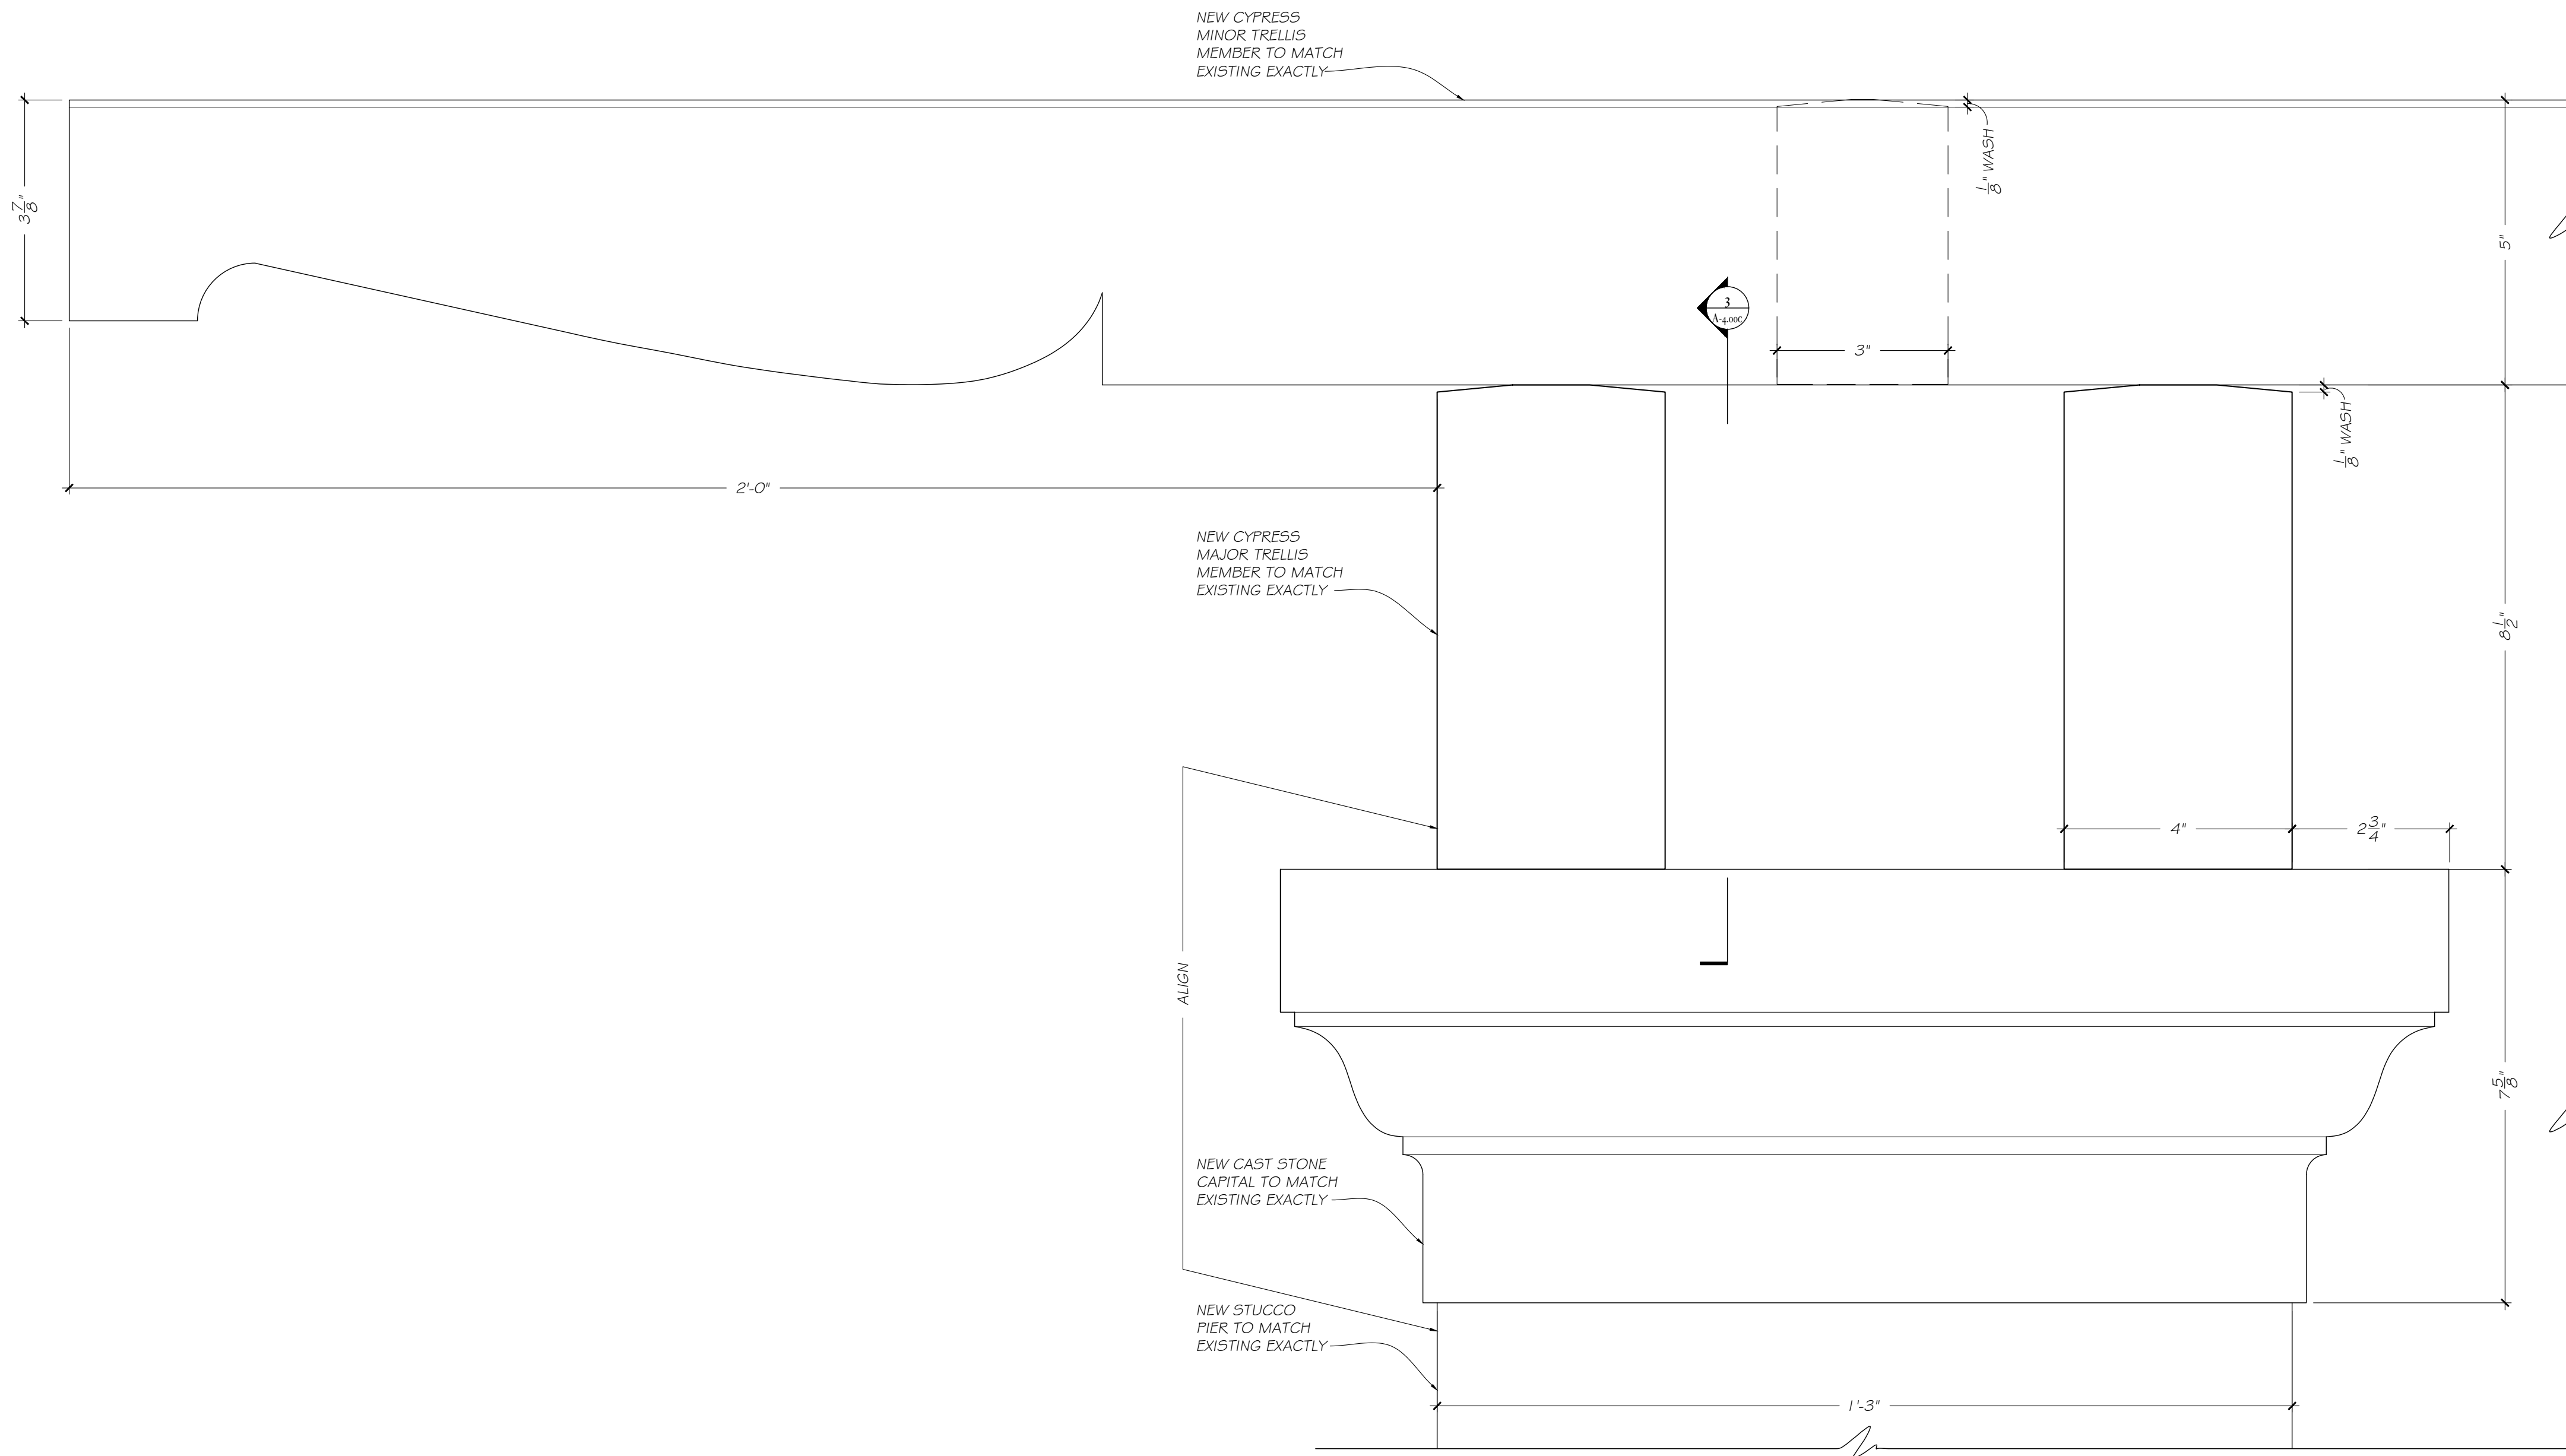 NEW CYPRESS
MINOR TRELLIS
MEMBER TO MATCH
EXISTING EXACTLY
1/8" WASH
3 7/8"
5"
3
A-4.00C
3"
1/8" WASH
2'-0"
NEW CYPRESS
MAJOR TRELLIS
MEMBER TO MATCH
EXISTING EXACTLY
8 1/2"
4"
2 3/4"
ALIGN
7 5/8"
NEW CAST STONE
CAPITAL TO MATCH
EXISTING EXACTLY
NEW STUCCO
PIER TO MATCH
EXISTING EXACTLY
1'-3"